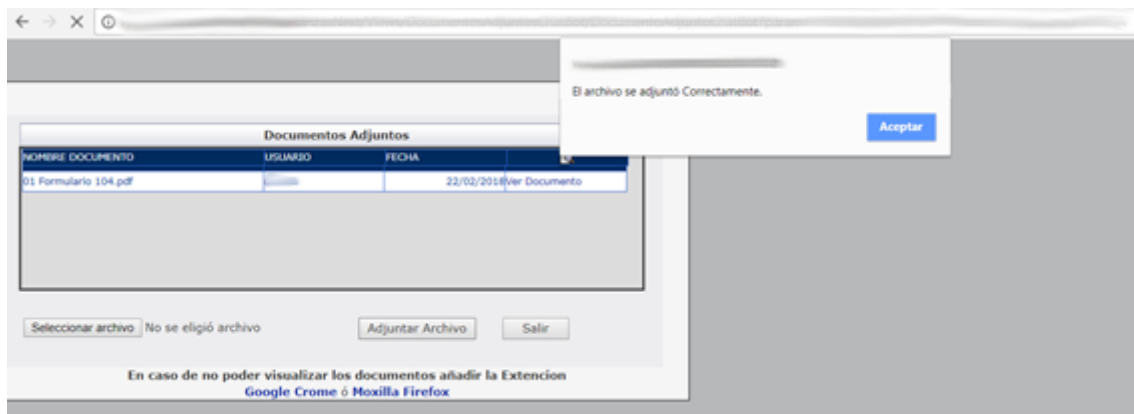 El archivo se adjuntó Correctamente.
Aceptar
Documentos Adjuntos
NOMBRE DOCUMENTO USUARIO FECHA
01 Formulario 104.pdf 22/02/2018 Ver Documento
Seleccionar archivo No se eligió archivo Adjuntar Archivo Salir
En caso de no poder visualizar los documentos añadir la Extencion
Google Crome ó Moxilla Firefox